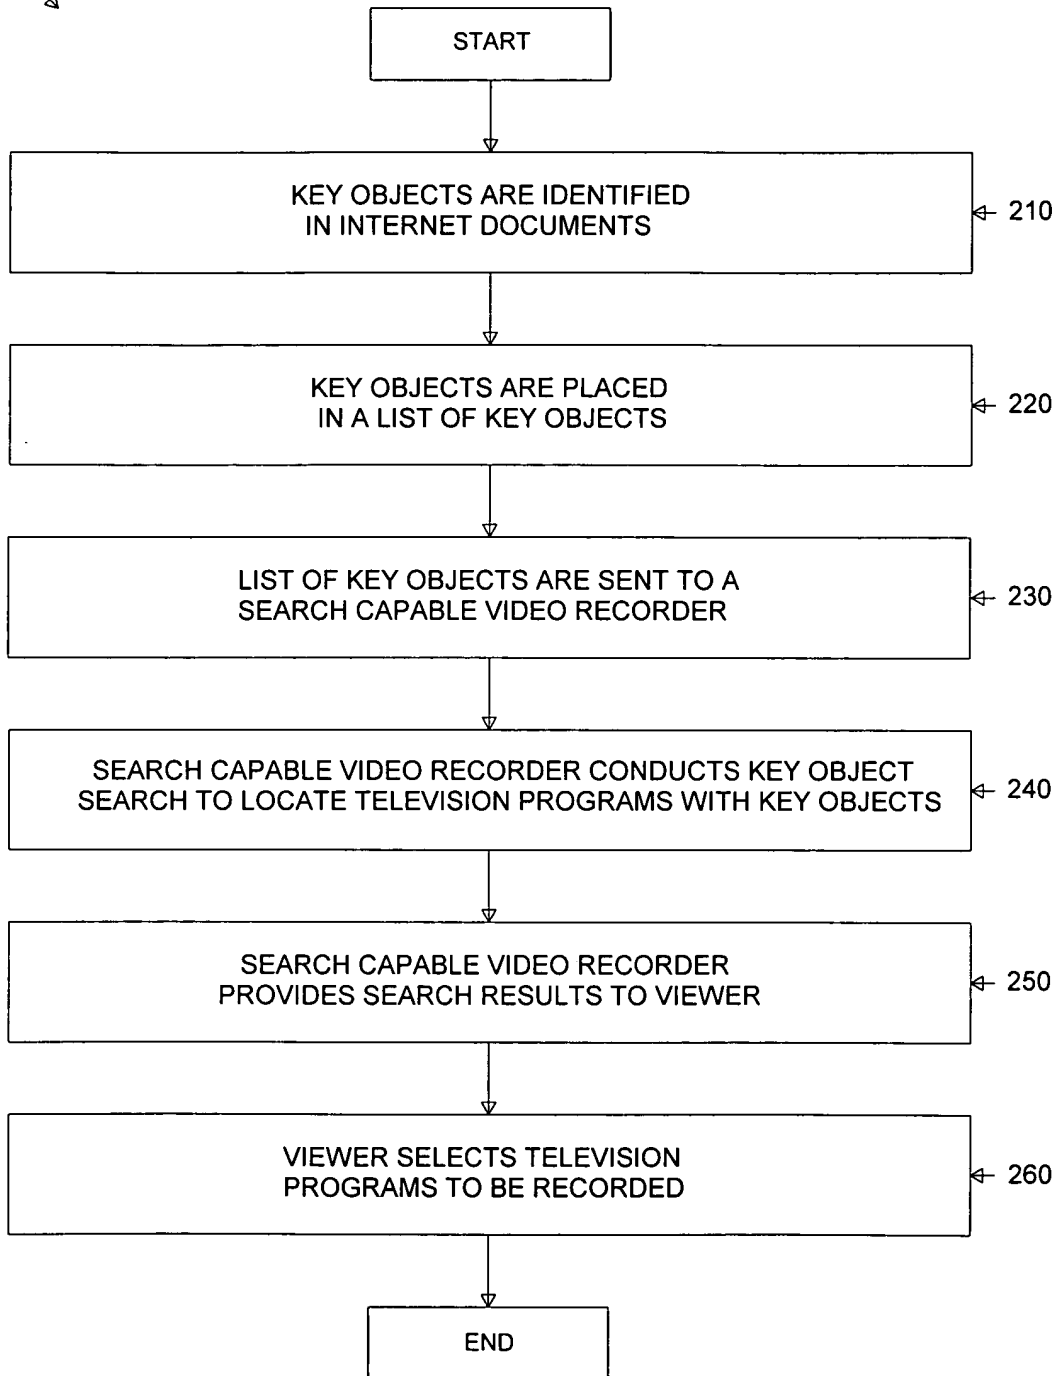 START
KEY OBJECTS ARE IDENTIFIED
IN INTERNET DOCUMENTS
210
KEY OBJECTS ARE PLACED
IN A LIST OF KEY OBJECTS
220
LIST OF KEY OBJECTS ARE SENT TO A
SEARCH CAPABLE VIDEO RECORDER
230
SEARCH CAPABLE VIDEO RECORDER CONDUCTS KEY OBJECT
SEARCH TO LOCATE TELEVISION PROGRAMS WITH KEY OBJECTS
240
SEARCH CAPABLE VIDEO RECORDER
PROVIDES SEARCH RESULTS TO VIEWER
250
VIEWER SELECTS TELEVISION
PROGRAMS TO BE RECORDED
260
END